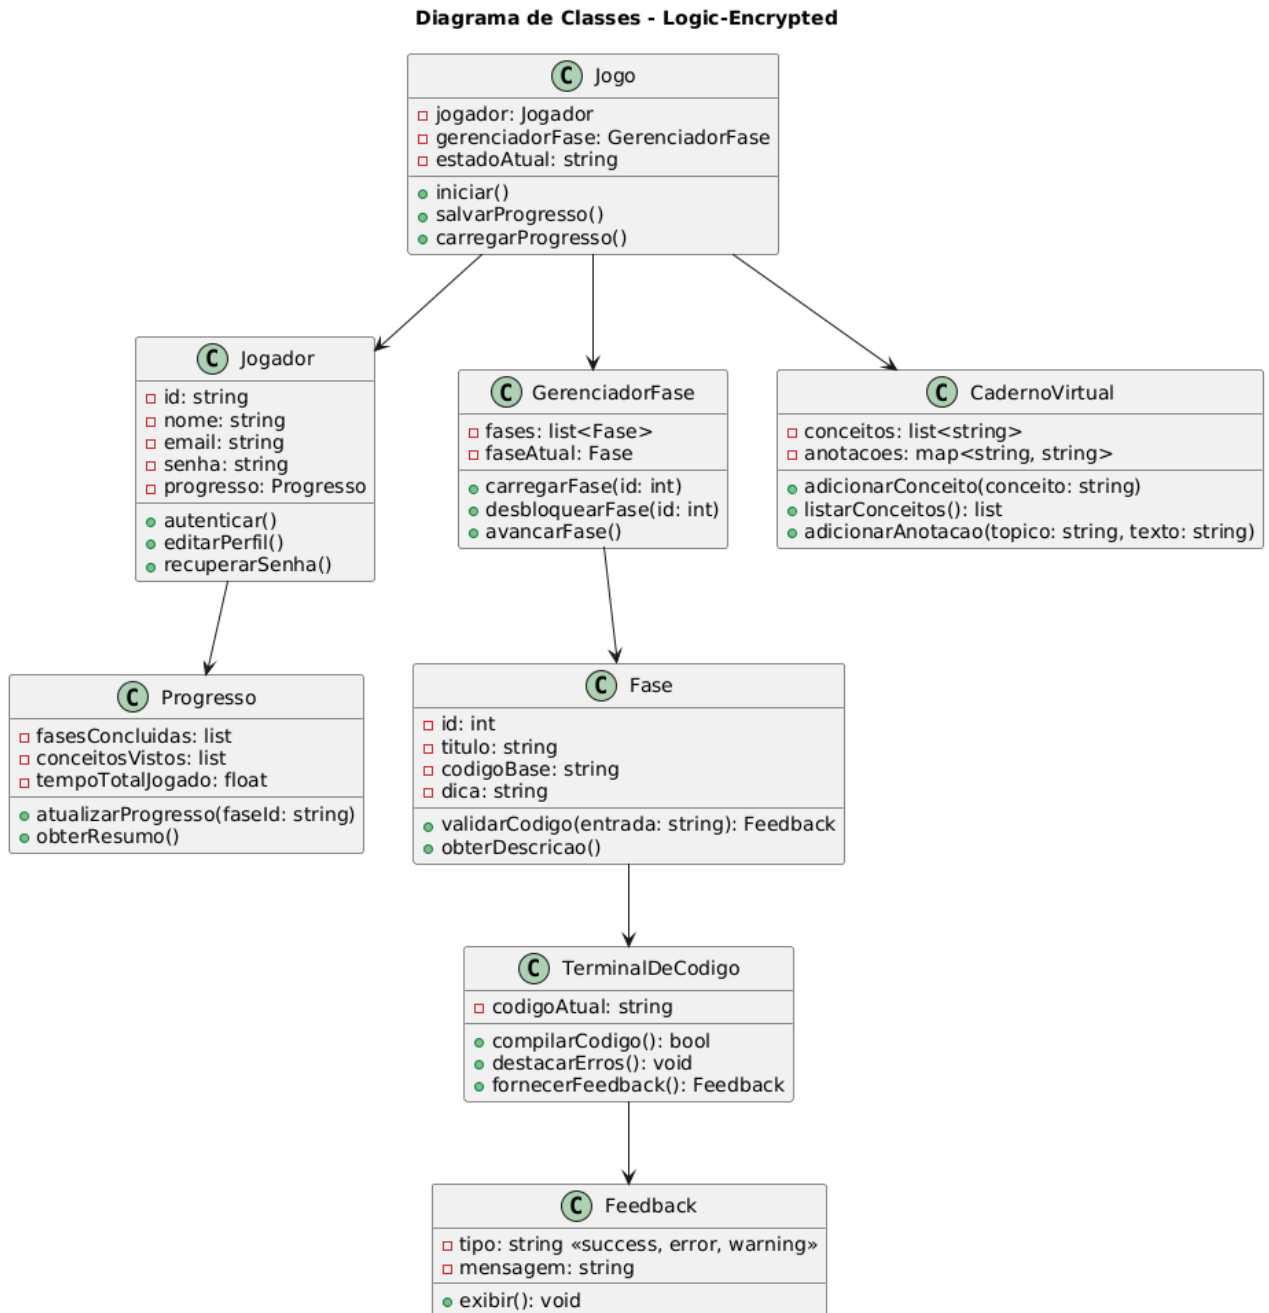 Diagrama de Classes - Logic-Encrypted
C Jogo
jogador: Jogador
gerenciadorFase: GerenciadorFase
estadoAtual: string
iniciar()
salvarProgresso()
carregarProgresso()
C Jogador
id: string
nome: string
email: string
senha: string
progresso: Progresso
autenticar()
editarPerfil()
recuperarSenha()
C GerenciadorFase
fases: list<Fase>
faseAtual: Fase
carregarFase(id: int)
desbloquearFase(id: int)
avancarFase()
C CadernoVirtual
conceitos: list<string>
anotacoes: map<string, string>
adicionarConceito(conceito: string)
listarConceitos(): list
adicionarAnotacao(topico: string, texto: string)
C Progresso
fasesConcluidas: list
conceitosVistos: list
tempoTotalJogado: float
atualizarProgresso(faseId: string)
obterResumo()
C Fase
id: int
titulo: string
codigoBase: string
dica: string
validarCodigo(entrada: string): Feedback
obterDescricao()
C TerminalDeCodigo
codigoAtual: string
compilarCodigo(): bool
destacarErros(): void
fornecerFeedback(): Feedback
C Feedback
tipo: string «success, error, warning»
mensagem: string
exibir(): void